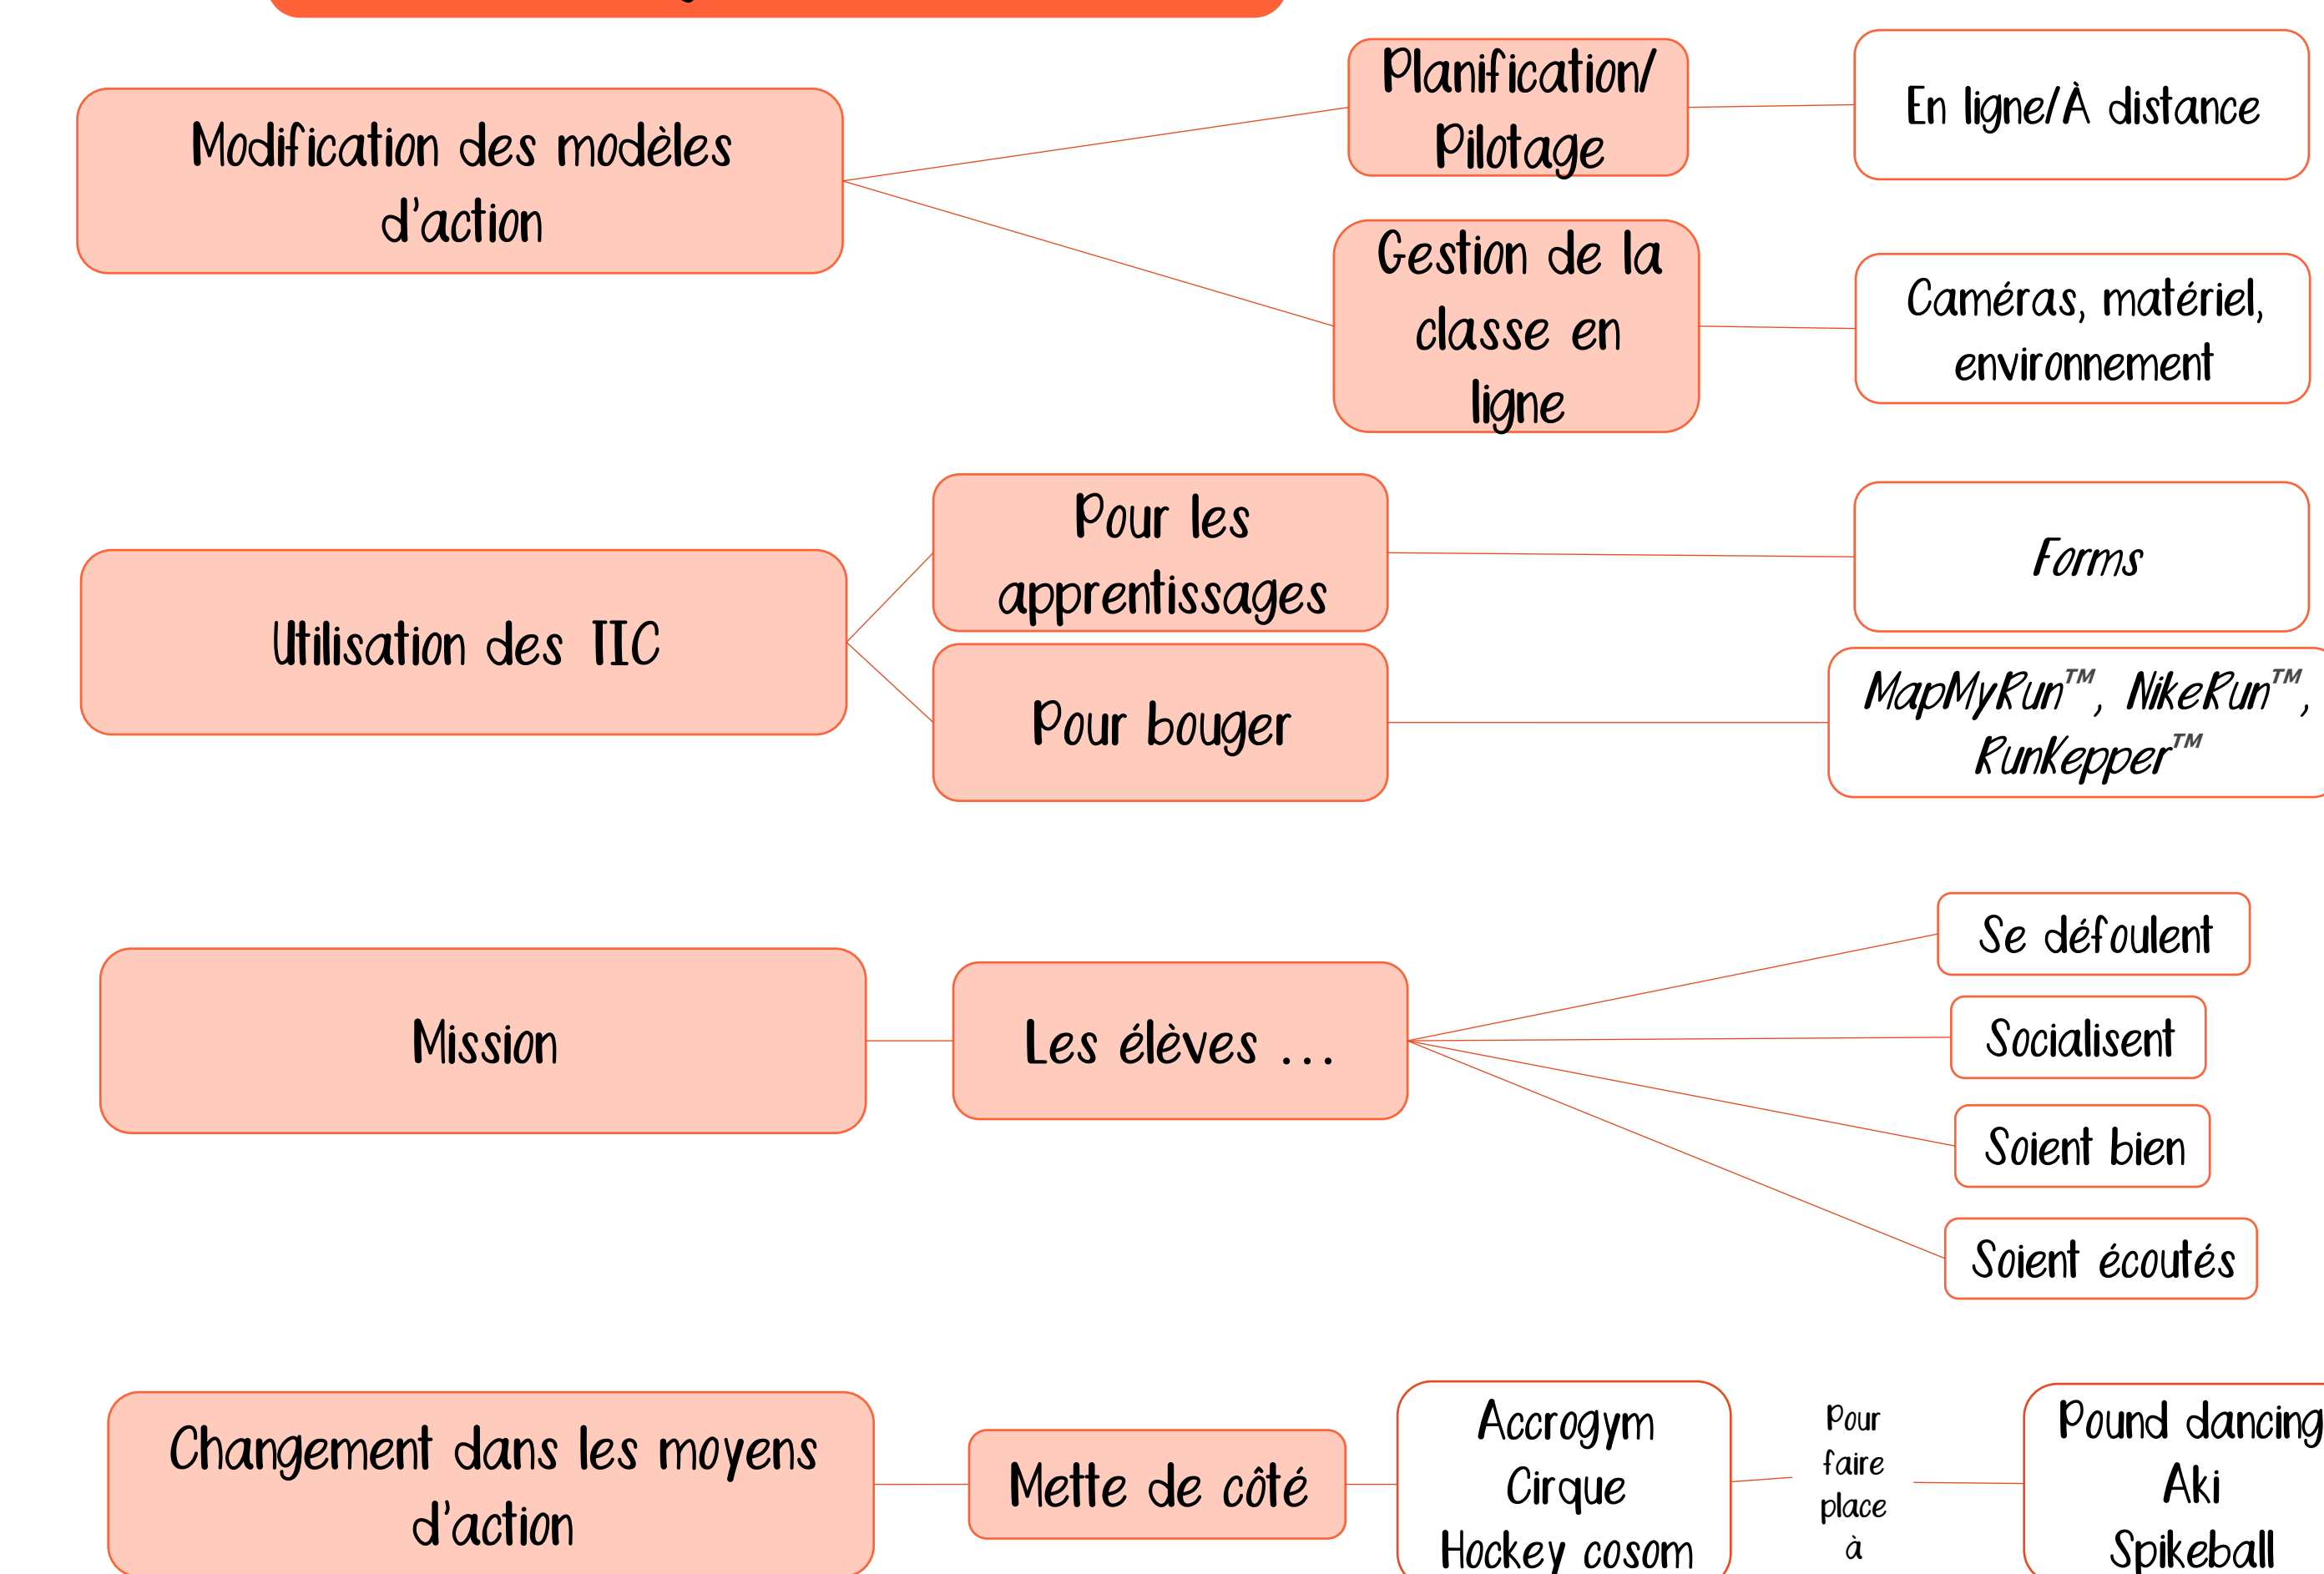 Modification des modèles
d'action
Planification/
Pilotage
En ligne/À distance
Gestion de la
classe en
ligne
Caméras, matériel,
environnement
Utilisation des TIC
Pour les
apprentissages
Forms
Pour bouger
MapMyRun™, NikeRun™,
RunKepper™
Mission
Les élèves ...
Se défoulent
Socialisent
Soient bien
Soient écoutés
Changement dans les moyens
d'action
Mette de côté
Accrogym
Cirque
Hockey cosom
Pour
faire
place
à
Pound dancing
Aki
Spikeball